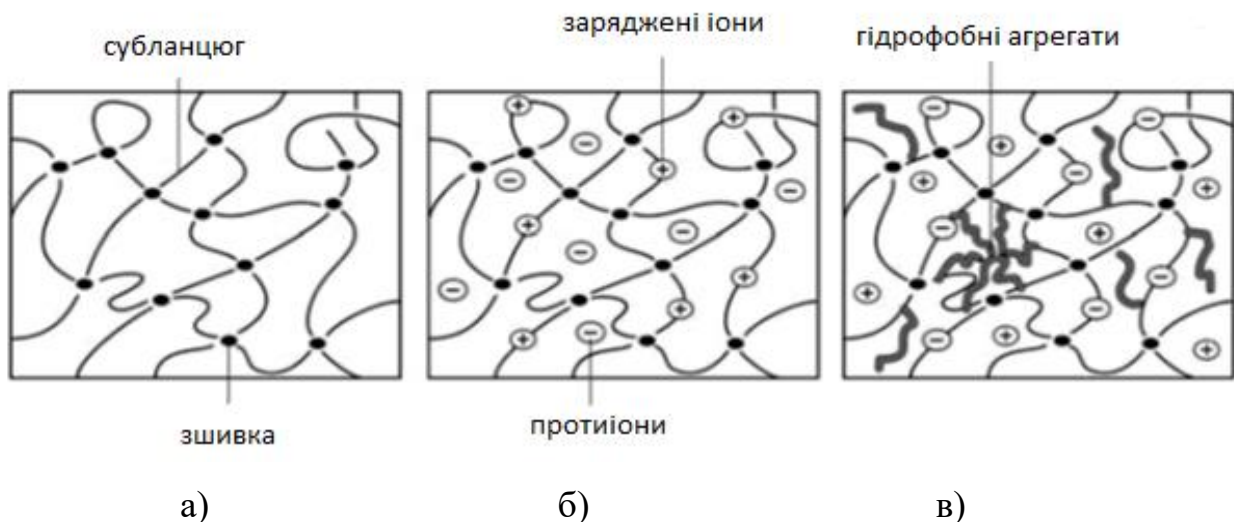 субланцюг
заряджені іони
гідрофобні агрегати
зшивка
протиіони
а)
б)
в)